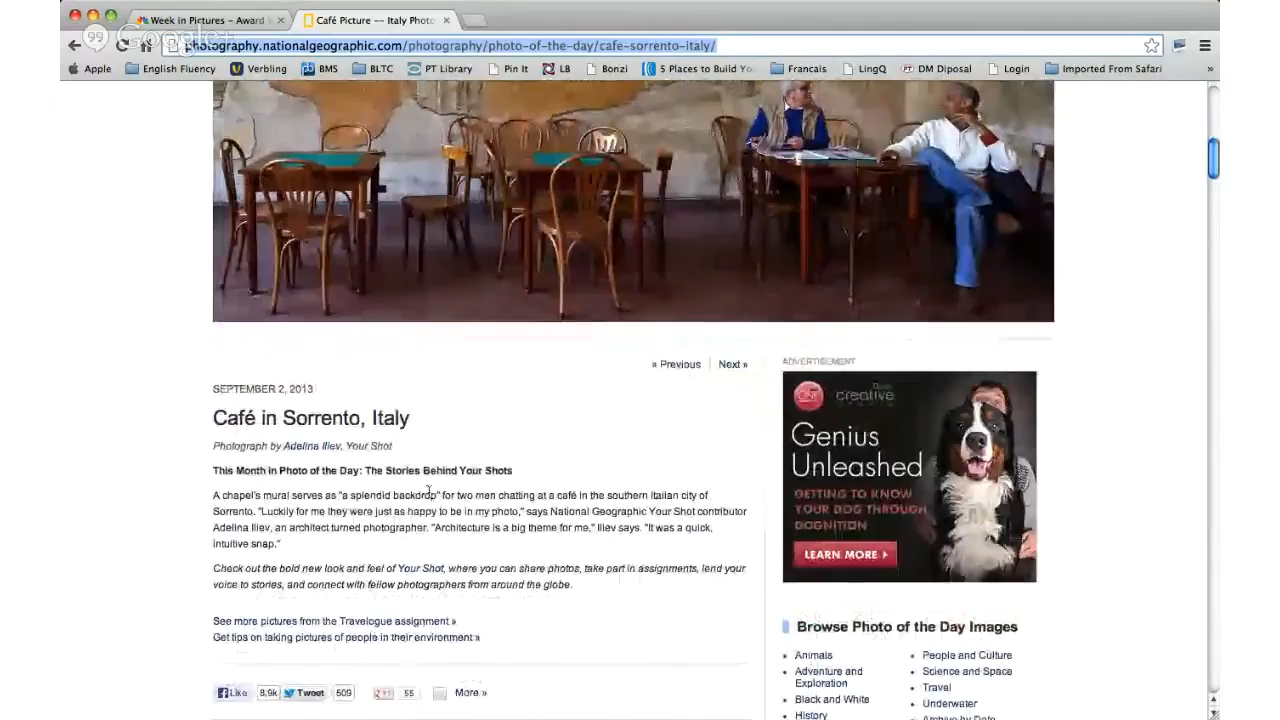 Week in Pictures – Award
Café Picture -- Italy Photo
Google+
photography.nationalgeographic.com/photography/photo-of-the-day/cafe-sorrento-italy/
Apple English Fluency Verbling BMS BLTC PT Library Pin It LB Bonzi 5 Places to Build Yo Francais LingQ DM Diposal Login Imported From Safari »
« Previous Next »
ADVERTISEMENT
SEPTEMBER 2, 2013
Café in Sorrento, Italy
Photograph by Adelina Iliev, Your Shot
This Month in Photo of the Day: The Stories Behind Your Shots
A chapel's mural serves as "a splendid backdrop" for two men chatting at a café in the southern Italian city of
Sorrento. "Luckily for me they were just as happy to be in my photo," says National Geographic Your Shot contributor
Adelina Iliev, an architect turned photographer. "Architecture is a big theme for me," Iliev says. "It was a quick,
intuitive snap."
Check out the bold new look and feel of Your Shot, where you can share photos, take part in assignments, lend your
voice to stories, and connect with fellow photographers from around the globe.
See more pictures from the Travelogue assignment »
Get tips on taking pictures of people in their environment »
Like 8.9k Tweet 509 +1 55 More »
creative
Genius
Unleashed
GETTING TO KNOW
YOUR DOG THROUGH
DOGNITION
LEARN MORE
Browse Photo of the Day Images
Animals
Adventure and
Exploration
Black and White
History
People and Culture
Science and Space
Travel
Underwater
Archive by Date